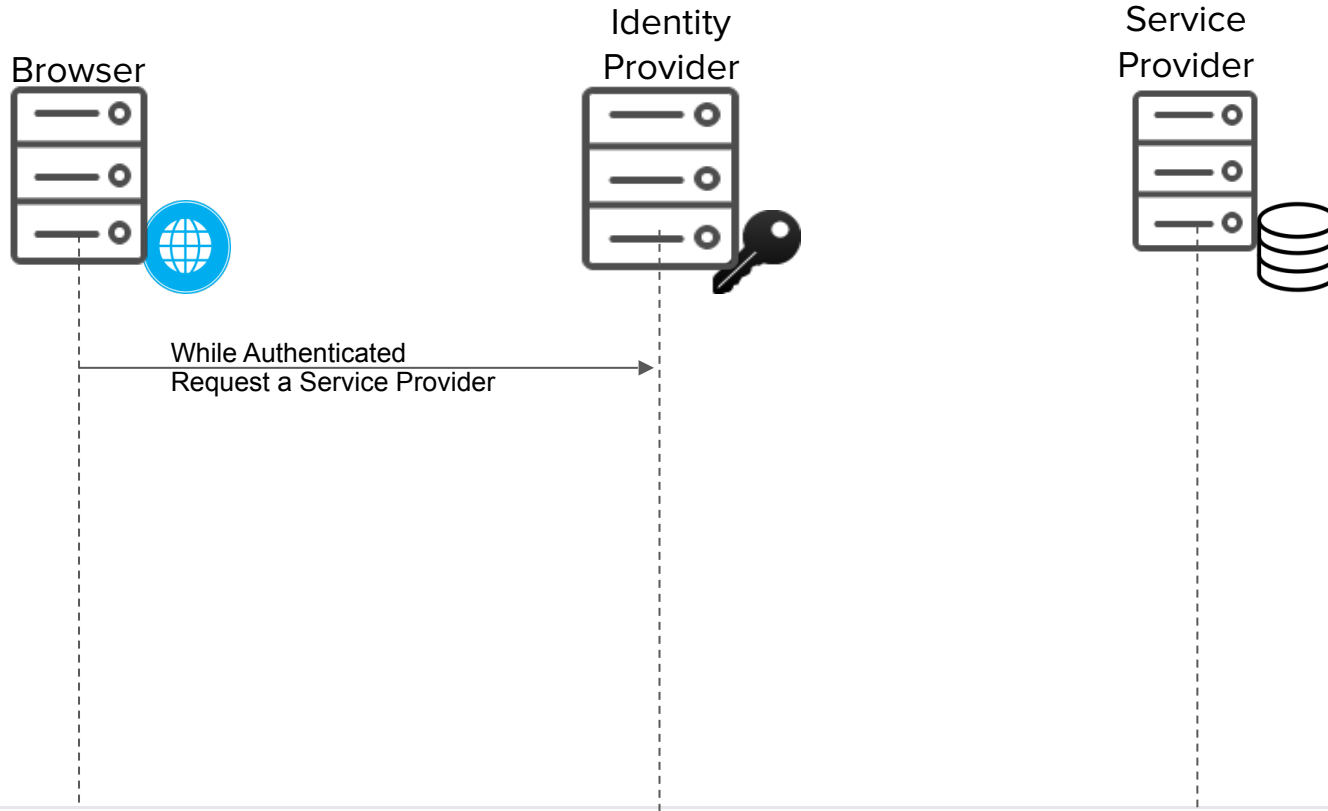 Browser
Identity
Provider
Service
Provider
While Authenticated
Request a Service Provider